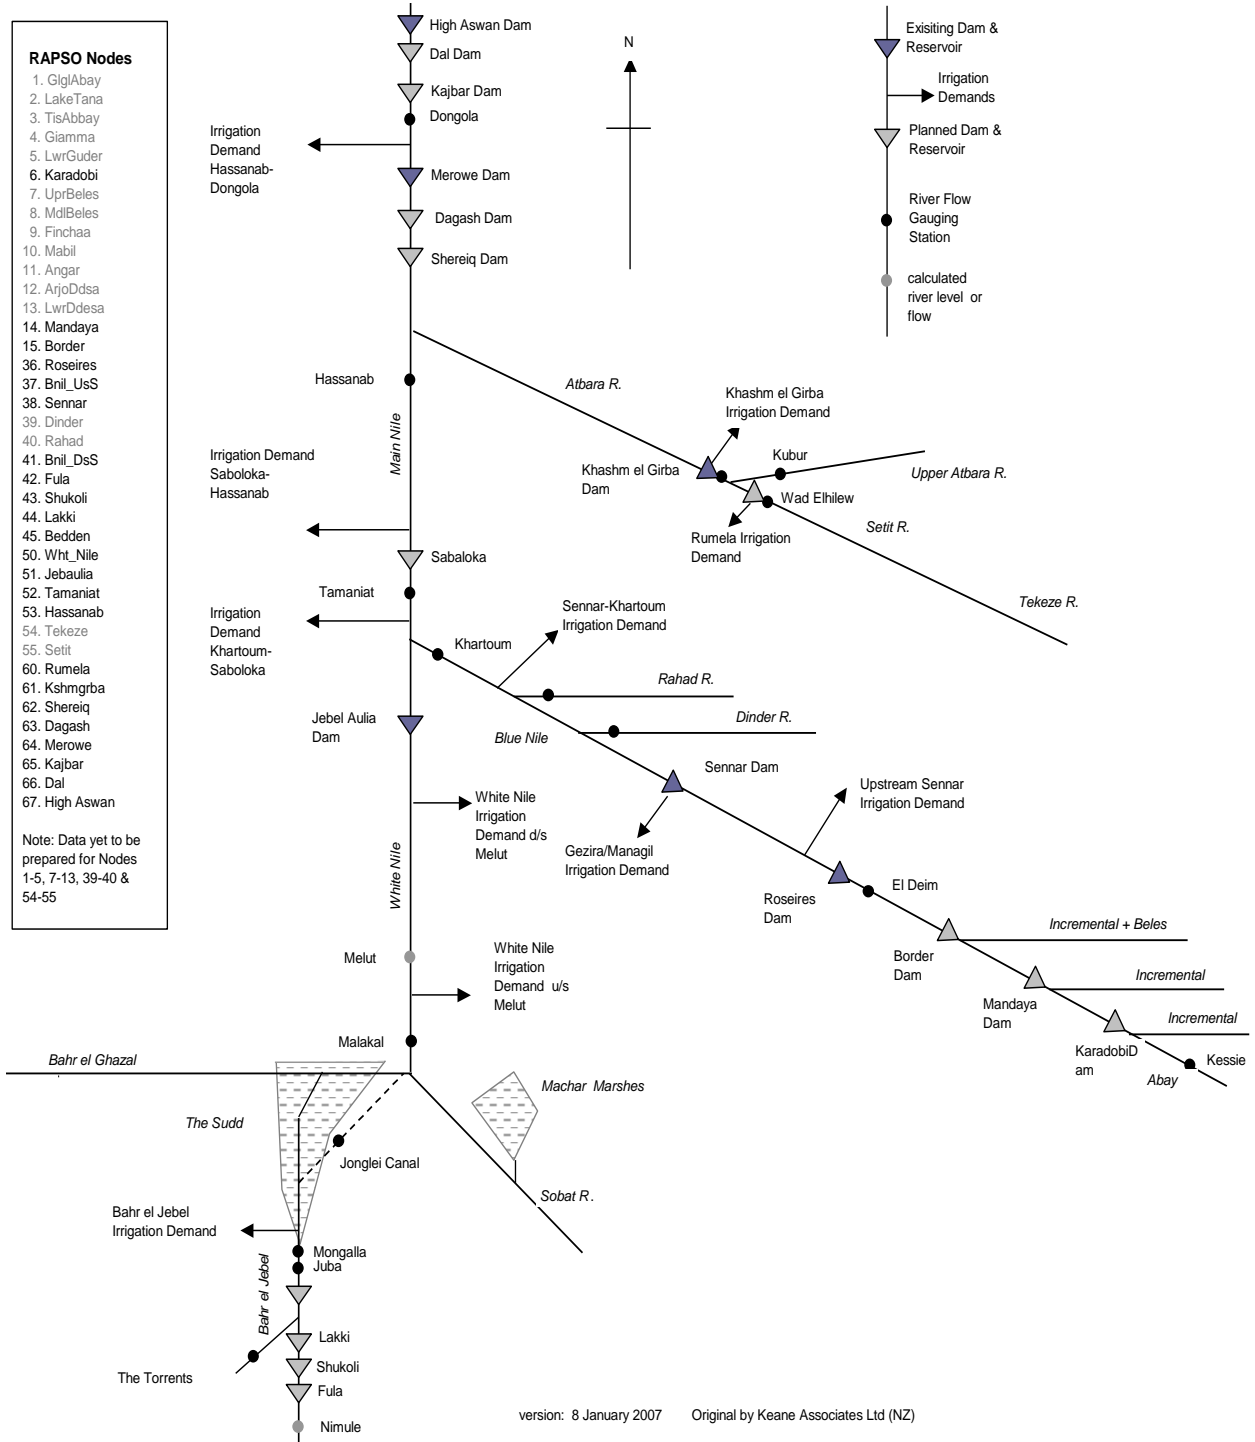 RAPSO Nodes
1. GlglAbay
2. LakeTana
3. TisAbbay
4. Giamma
5. LwrGuder
6. Karadobi
7. UprBeles
8. MdlBeles
9. Finchaa
10. Mabil
11. Angar
12. ArjoDdsa
13. LwrDdesa
14. Mandaya
15. Border
36. Roseires
37. Bnil_UsS
38. Sennar
39. Dinder
40. Rahad
41. Bnil_DsS
42. Fula
43. Shukoli
44. Lakki
45. Bedden
50. Wht_Nile
51. Jebaulia
52. Tamaniat
53. Hassanab
54. Tekeze
55. Setit
60. Rumela
61. Kshmgrba
62. Shereiq
63. Dagash
64. Merowe
65. Kajbar
66. Dal
67. High Aswan
Note: Data yet to be
prepared for Nodes
1-5, 7-13, 39-40 &
54-55
High Aswan Dam
Dal Dam
Kajbar Dam
Dongola
Irrigation
Demand
Hassanab-
Dongola
Merowe Dam
Dagash Dam
Shereiq Dam
N
Exisiting Dam &
Reservoir
Irrigation
Demands
Planned Dam &
Reservoir
River Flow
Gauging
Station
calculated
river level or
flow
Hassanab
Atbara R.
Main Nile
Khashm el Girba
Irrigation Demand
Khashm el Girba
Dam
Kubur
Upper Atbara R.
Wad Elhilew
Setit R.
Rumela Irrigation
Demand
Tekeze R.
Irrigation Demand
Saboloka-
Hassanab
Sabaloka
Tamaniat
Irrigation
Demand
Khartoum-
Saboloka
Sennar-Khartoum
Irrigation Demand
Khartoum
Rahad R.
Dinder R.
Blue Nile
Jebel Aulia
Dam
Sennar Dam
Upstream Sennar
Irrigation Demand
White Nile
Irrigation
Demand d/s
Melut
Gezira/Managil
Irrigation Demand
White Nile
Roseires
Dam
El Deim
Incremental + Beles
Border
Dam
Incremental
Mandaya
Dam
Incremental
KaradobiD
am
Kessie
Abay
Melut
White Nile
Irrigation
Demand u/s
Melut
Malakal
Bahr el Ghazal
Machar Marshes
The Sudd
Jonglei Canal
Sobat R.
Bahr el Jebel
Irrigation Demand
Mongalla
Juba
Bahr el Jebel
Lakki
Shukoli
Fula
The Torrents
Nimule
version: 8 January 2007 Original by Keane Associates Ltd (NZ)